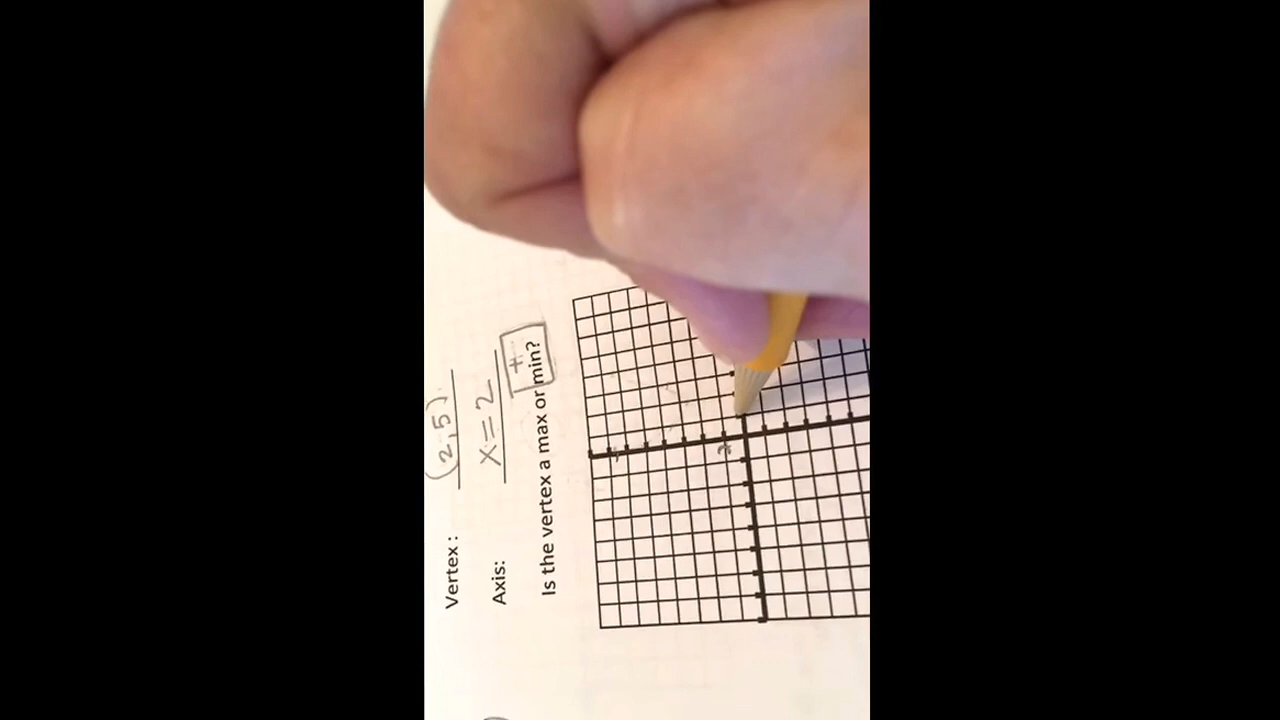 Vertex : (2,5)
Axis: x=2
+
Is the vertex a max or min?